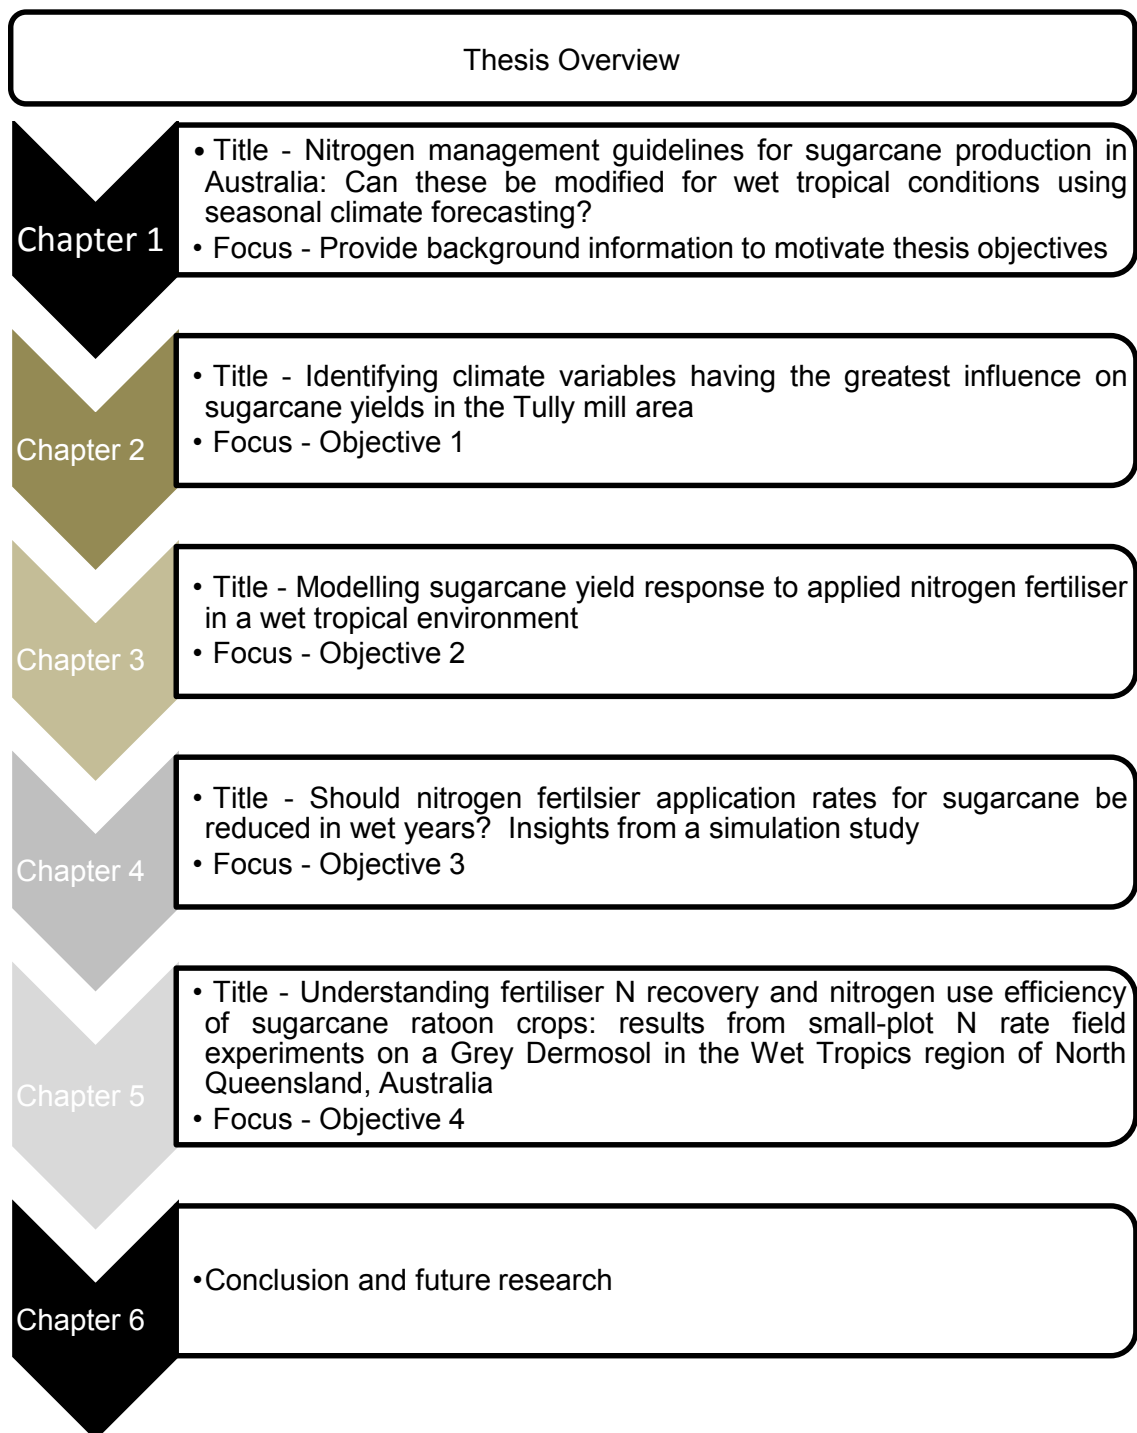 Thesis Overview
Chapter 1
• Title - Nitrogen management guidelines for sugarcane production in
Australia: Can these be modified for wet tropical conditions using
seasonal climate forecasting?
• Focus - Provide background information to motivate thesis objectives
Chapter 2
• Title - Identifying climate variables having the greatest influence on
sugarcane yields in the Tully mill area
• Focus - Objective 1
Chapter 3
• Title - Modelling sugarcane yield response to applied nitrogen fertiliser
in a wet tropical environment
• Focus - Objective 2
Chapter 4
• Title - Should nitrogen fertilsier application rates for sugarcane be
reduced in wet years? Insights from a simulation study
• Focus - Objective 3
Chapter 5
• Title - Understanding fertiliser N recovery and nitrogen use efficiency
of sugarcane ratoon crops: results from small-plot N rate field
experiments on a Grey Dermosol in the Wet Tropics region of North
Queensland, Australia
• Focus - Objective 4
Chapter 6
•Conclusion and future research